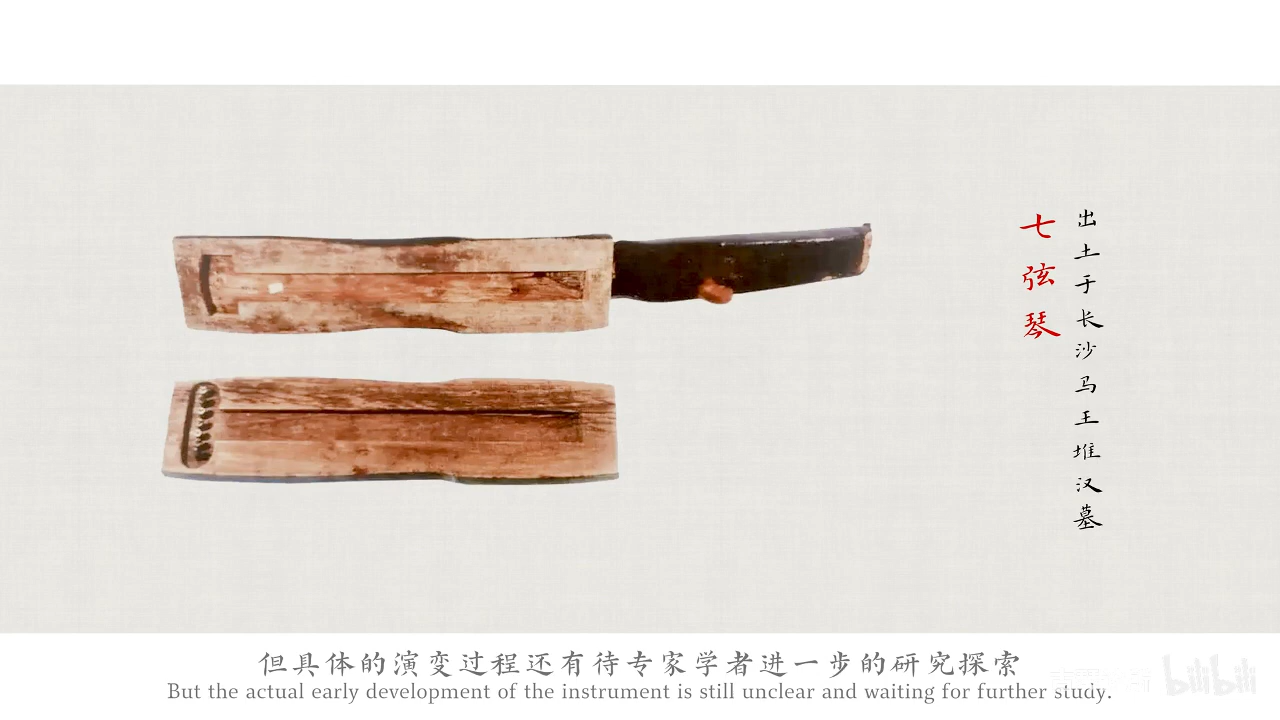 出土于长沙马王堆汉墓
七弦琴
但具体的演变过程还有待专家学者进一步的研究探索
But the actual early development of the instrument is still unclear and waiting for further study.
bilibili